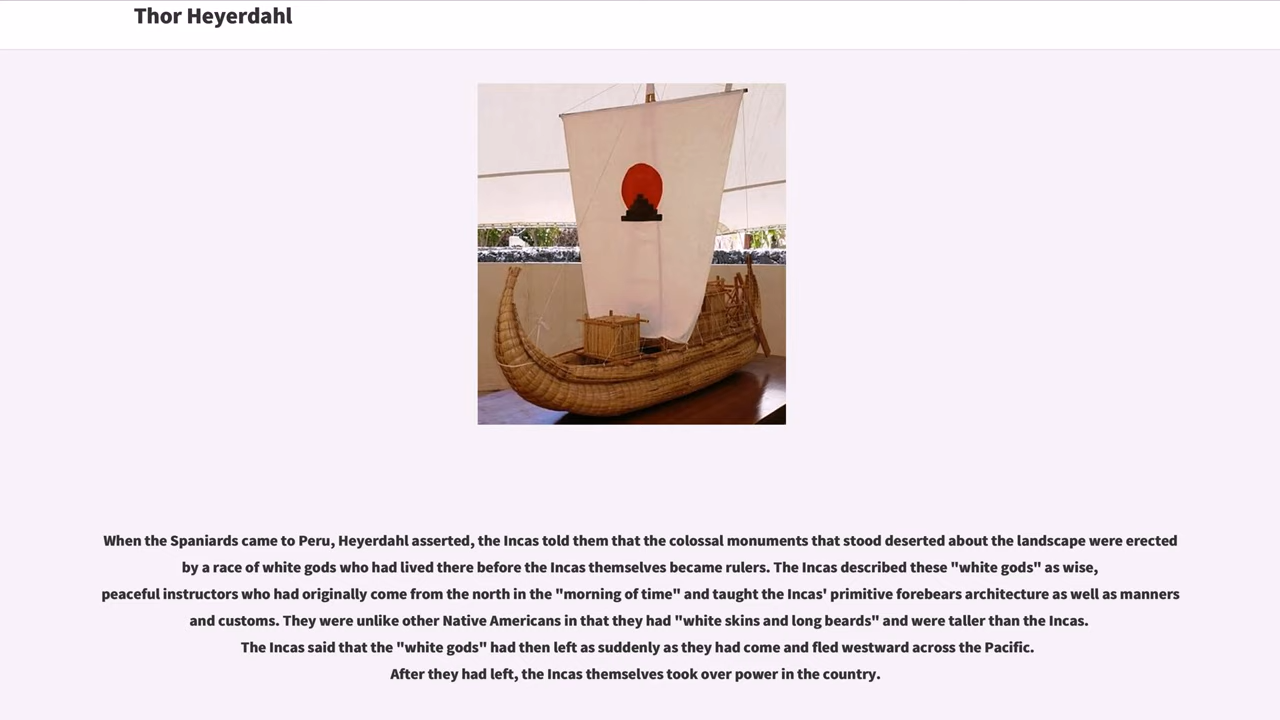 Thor Heyerdahl
When the Spaniards came to Peru, Heyerdahl asserted, the Incas told them that the colossal monuments that stood deserted about the landscape were erected
by a race of white gods who had lived there before the Incas themselves became rulers. The Incas described these "white gods" as wise,
peaceful instructors who had originally come from the north in the "morning of time" and taught the Incas' primitive forebears architecture as well as manners
and customs. They were unlike other Native Americans in that they had "white skins and long beards" and were taller than the Incas.
The Incas said that the "white gods" had then left as suddenly as they had come and fled westward across the Pacific.
After they had left, the Incas themselves took over power in the country.